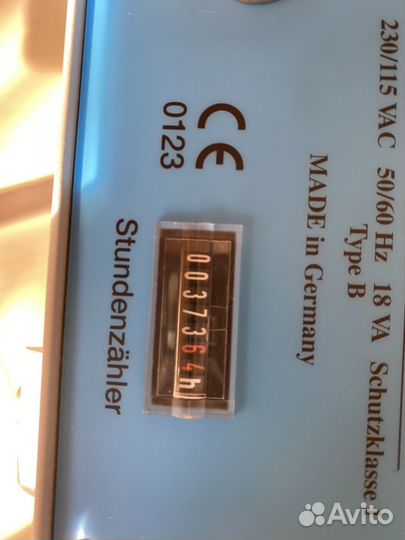 230/115 VAC 50/60 Hz 18 VA Schutzklasse I
Type B
MADE in Germany
CE
0123
0037364h
Stundenzähler
Avito